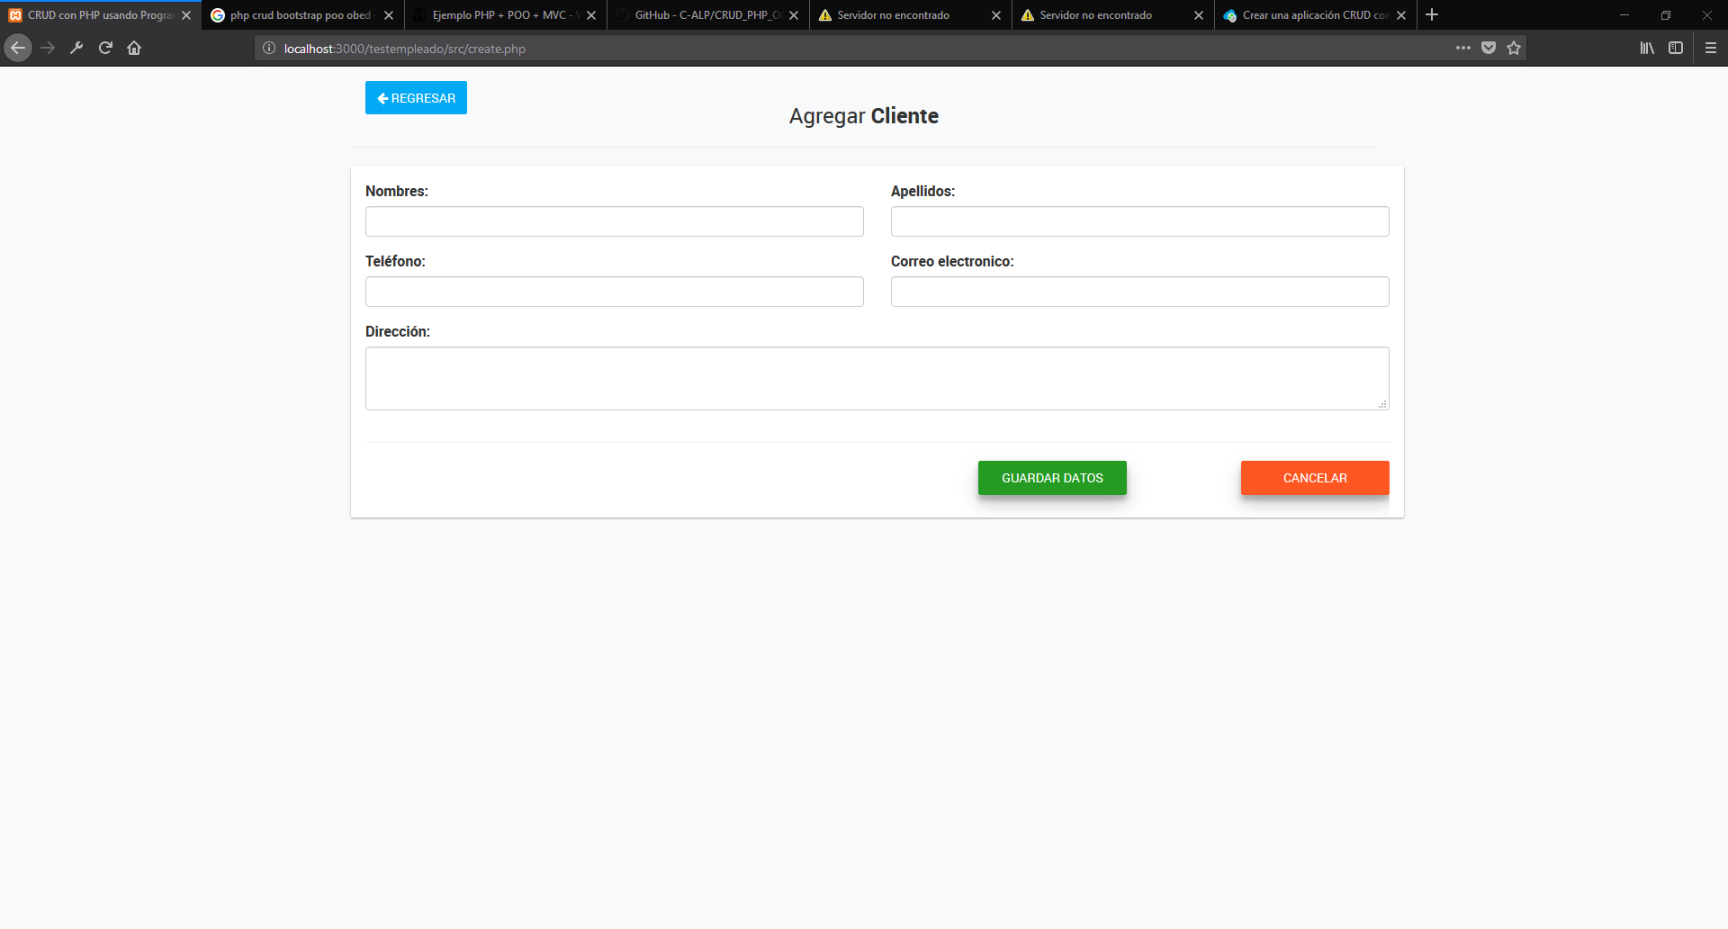 CRUD con PHP usando Progra
php crud bootstrap poo obed
Ejemplo PHP + POO + MVC -
GitHub - C-ALP/CRUD_PHP_O
Servidor no encontrado
Servidor no encontrado
Crear una aplicación CRUD con
localhost:3000/testempleado/src/create.php
REGRESAR
Agregar Cliente
Nombres:
Apellidos:
Teléfono:
Correo electronico:
Dirección:
GUARDAR DATOS
CANCELAR